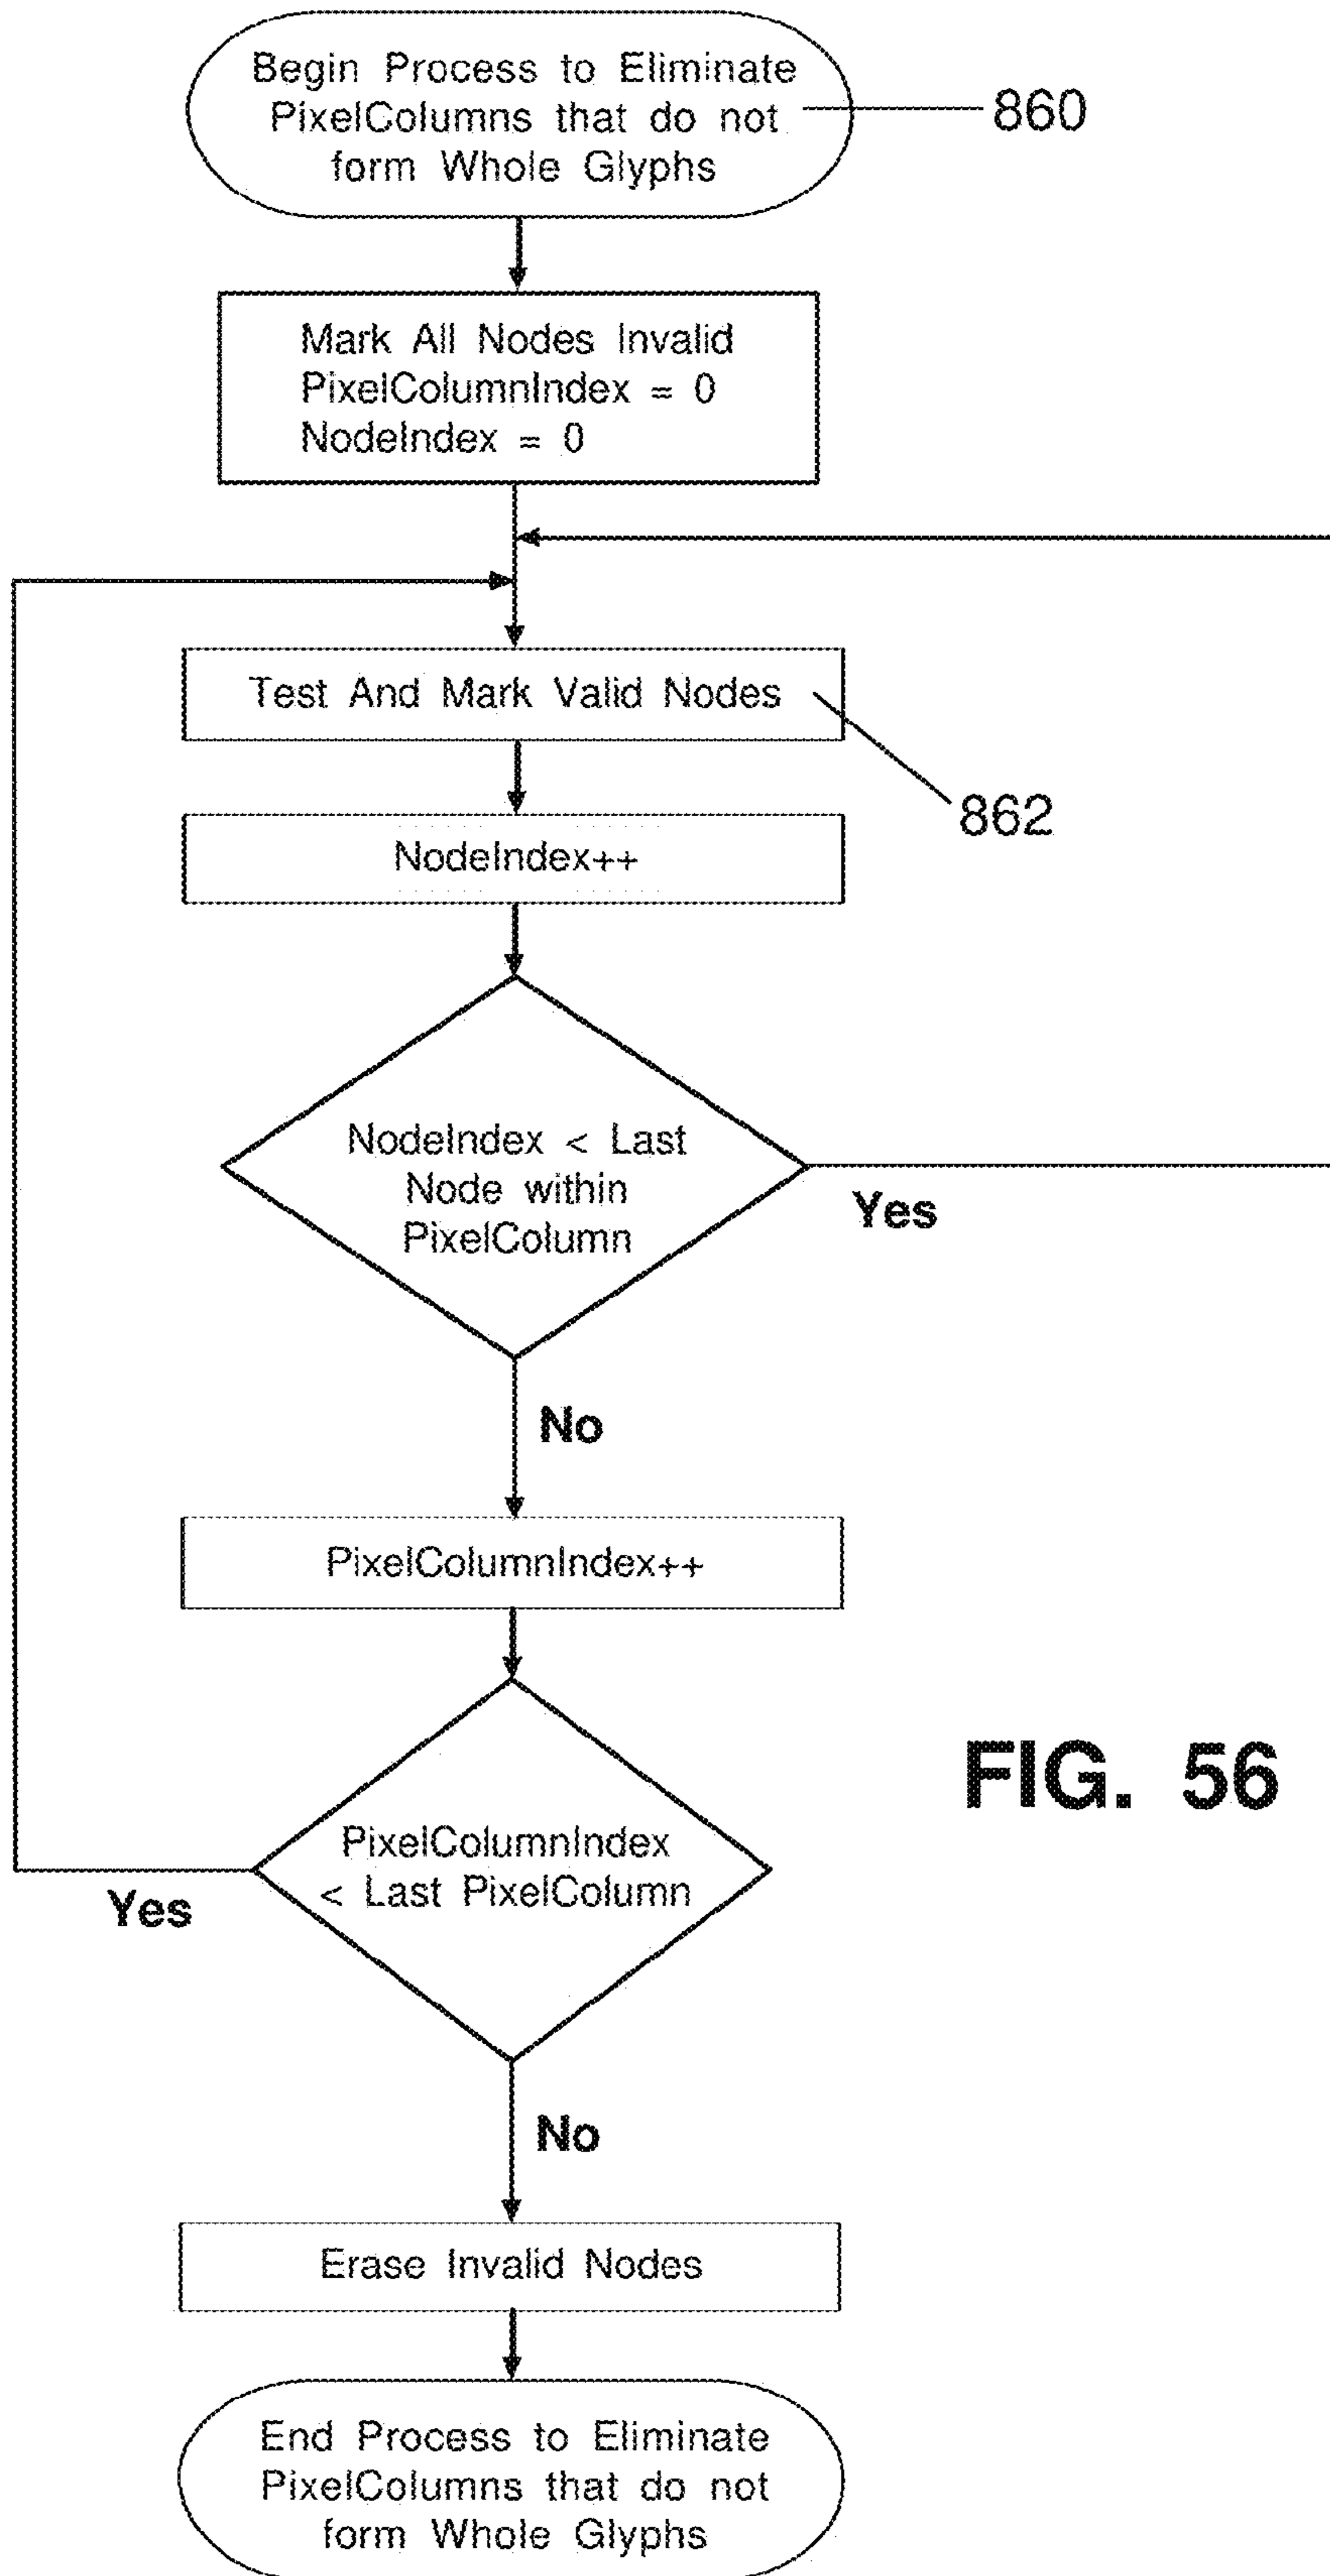 Begin Process to Eliminate
PixelColumns that do not
form Whole Glyphs
860
Mark All Nodes Invalid
PixelColumnIndex = 0
NodeIndex = 0
Test And Mark Valid Nodes
862
NodeIndex++
NodeIndex < Last
Node within
PixelColumn
Yes
No
PixelColumnIndex++
FIG. 56
PixelColumnIndex
< Last PixelColumn
Yes
No
Erase Invalid Nodes
End Process to Eliminate
PixelColumns that do not
form Whole Glyphs